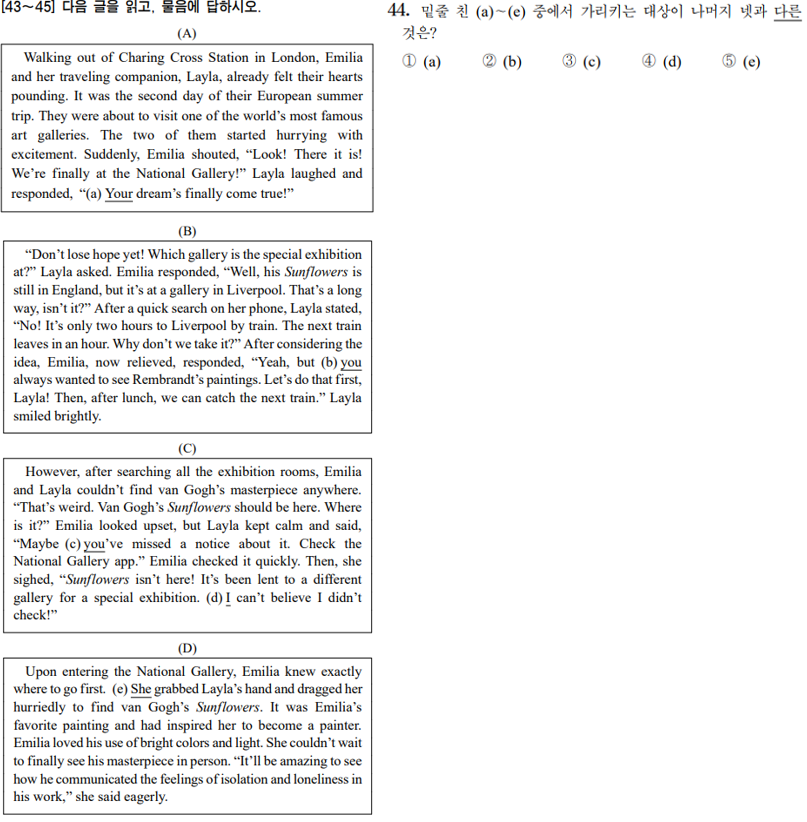 [43~45] 다음 글을 읽고, 물음에 답하시오.
(A)
Walking out of Charing Cross Station in London, Emilia
and her traveling companion, Layla, already felt their hearts
pounding. It was the second day of their European summer
trip. They were about to visit one of the world's most famous
art galleries. The two of them started hurrying with
excitement. Suddenly, Emilia shouted, “Look! There it is!
We're finally at the National Gallery!” Layla laughed and
responded, “(a) Your dream's finally come true!”
(B)
“Don't lose hope yet! Which gallery is the special exhibition
at?” Layla asked. Emilia responded, “Well, his Sunflowers is
still in England, but it's at a gallery in Liverpool. That's a long
way, isn't it?” After a quick search on her phone, Layla stated,
“No! It's only two hours to Liverpool by train. The next train
leaves in an hour. Why don't we take it?” After considering the
idea, Emilia, now relieved, responded, “Yeah, but (b) you
always wanted to see Rembrandt's paintings. Let's do that first,
Layla! Then, after lunch, we can catch the next train.” Layla
smiled brightly.
(C)
However, after searching all the exhibition rooms, Emilia
and Layla couldn't find van Gogh's masterpiece anywhere.
“That's weird. Van Gogh's Sunflowers should be here. Where
is it?” Emilia looked upset, but Layla kept calm and said,
“Maybe (c) you've missed a notice about it. Check the
National Gallery app.” Emilia checked it quickly. Then, she
sighed, “Sunflowers isn't here! It's been lent to a different
gallery for a special exhibition. (d) I can't believe I didn't
check!”
(D)
Upon entering the National Gallery, Emilia knew exactly
where to go first. (e) She grabbed Layla's hand and dragged her
hurriedly to find van Gogh's Sunflowers. It was Emilia's
favorite painting and had inspired her to become a painter.
Emilia loved his use of bright colors and light. She couldn't wait
to finally see his masterpiece in person. “It'll be amazing to see
how he communicated the feelings of isolation and loneliness in
his work,” she said eagerly.
44. 밑줄 친 (a)~(e) 중에서 가리키는 대상이 나머지 넷과 다른
것은?
① (a) ② (b) ③ (c) ④ (d) ⑤ (e)